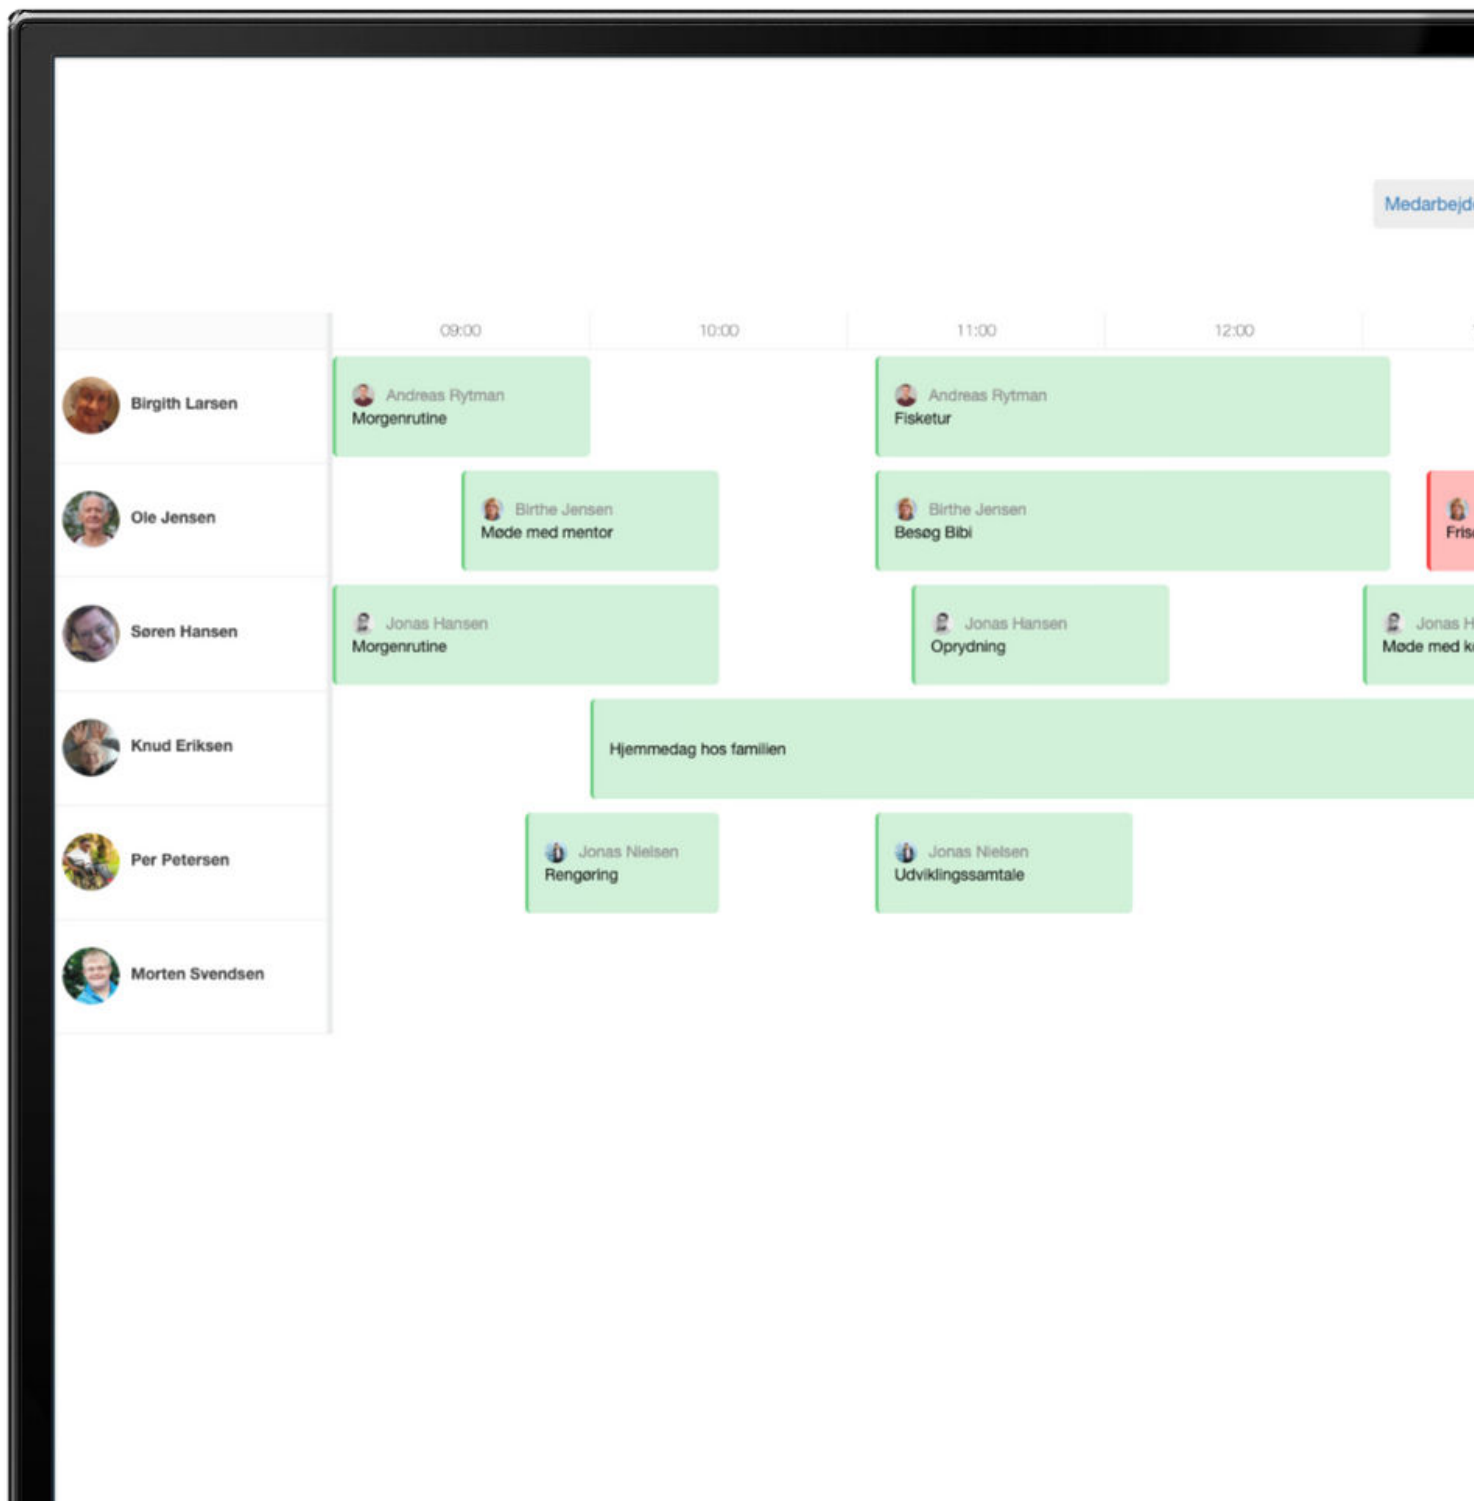 Medarbejd
09:00 10:00 11:00 12:00
Birgith Larsen
Andreas Rytman
Morgenrutine
Andreas Rytman
Fisketur
Ole Jensen
Birthe Jensen
Møde med mentor
Birthe Jensen
Besøg Bibi
Fris
Søren Hansen
Jonas Hansen
Morgenrutine
Jonas Hansen
Oprydning
Jonas H
Møde med k
Knud Eriksen
Hjemmedag hos familien
Per Petersen
Jonas Nielsen
Rengøring
Jonas Nielsen
Udviklingssamtale
Morten Svendsen